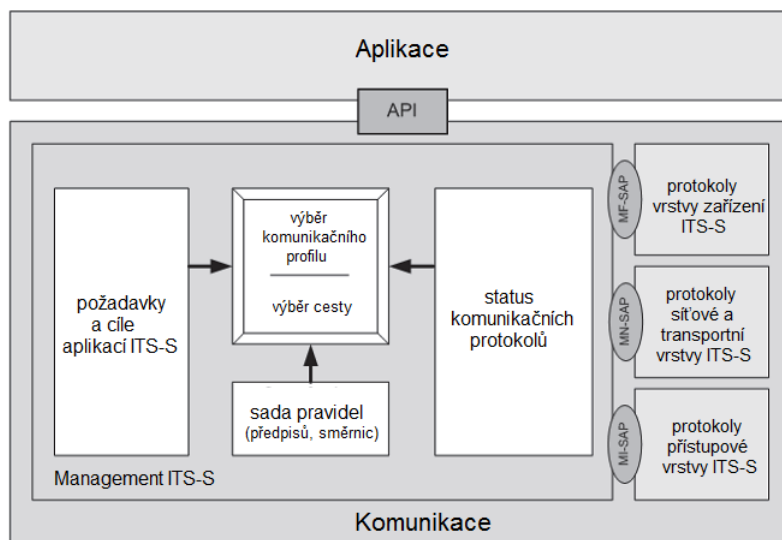 Aplikace
API
požadavky
a cíle
aplikací ITS-S
výběr
komunikačního
profilu
výběr cesty
sada pravidel
(předpisů, směrnic)
status
komunikačních
protokolů
Management ITS-S
MF-SAP
protokoly
vrstvy zařízení
ITS-S
MN-SAP
protokoly
síťové a
transportní
vrstvy ITS-S
MI-SAP
protokoly
přístupové
vrstvy ITS-S
Komunikace